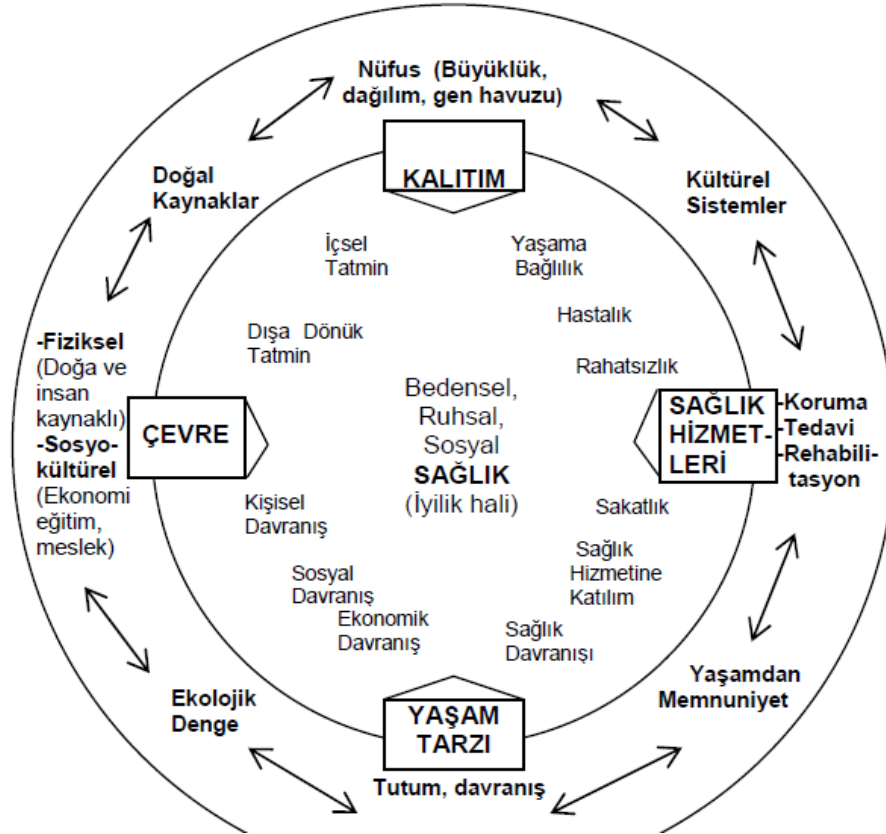 Nüfus (Büyüklük,
dağılım, gen havuzu)
KALITIM
Doğal
Kaynaklar
Kültürel
Sistemler
İçsel
Tatmin
Yaşama
Bağlılık
Hastalık
Dışa Dönük
Tatmin
Rahatsızlık
-Fiziksel
(Doğa ve
insan
kaynaklı)
-Sosyo-
kültürel
(Ekonomi
eğitim,
meslek)
ÇEVRE
Bedensel,
Ruhsal,
Sosyal
SAĞLIK
(İyilik hali)
SAĞLIK
HİZMET-
LERİ
-Koruma
-Tedavi
-Rehabili-
tasyon
Kişisel
Davranış
Sakatlık
Sosyal
Davranış
Sağlık
Hizmetine
Katılım
Ekonomik
Davranış
Sağlık
Davranışı
Ekolojik
Denge
YAŞAM
TARZI
Yaşamdan
Memnuniyet
Tutum, davranış